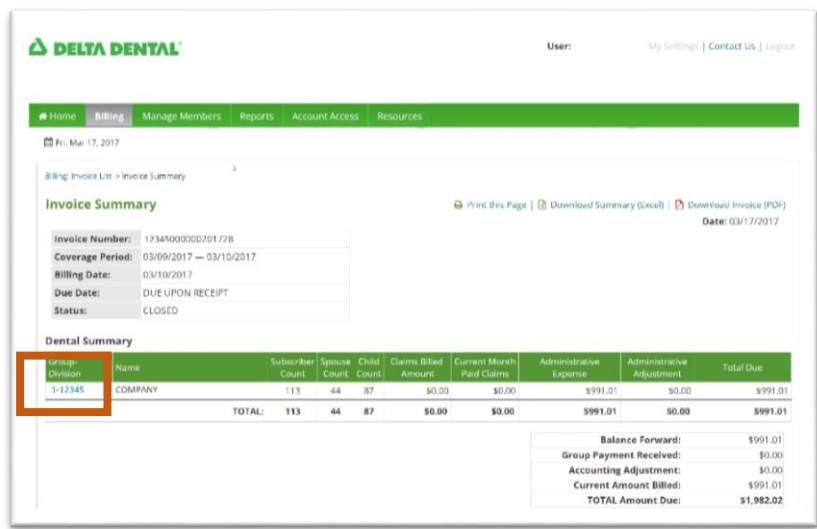 DELTA DENTAL
User: My Settings | Contact Us | Logout
Home Billing Manage Members Reports Account Access Resources
Fri, Mar 17, 2017
Billing: Invoice List > Invoice Summary
Invoice Summary
Print this Page | Download Summary (Excel) | Download Invoice (PDF)
Date: 03/17/2017
Invoice Number: 12345000000201728
Coverage Period: 03/09/2017 — 03/10/2017
Billing Date: 03/10/2017
Due Date: DUE UPON RECEIPT
Status: CLOSED
Dental Summary
Group-Division Name Subscriber Count Spouse Count Child Count Claims Billed Amount Current Month Paid Claims Administrative Expense Administrative Adjustment Total Due
1-12345 COMPANY 113 44 87 $0.00 $0.00 $991.01 $0.00 $991.01
TOTAL: 113 44 87 $0.00 $0.00 $991.01 $0.00 $991.01
Balance Forward: $991.01
Group Payment Received: $0.00
Accounting Adjustment: $0.00
Current Amount Billed: $991.01
TOTAL Amount Due: $1,982.02